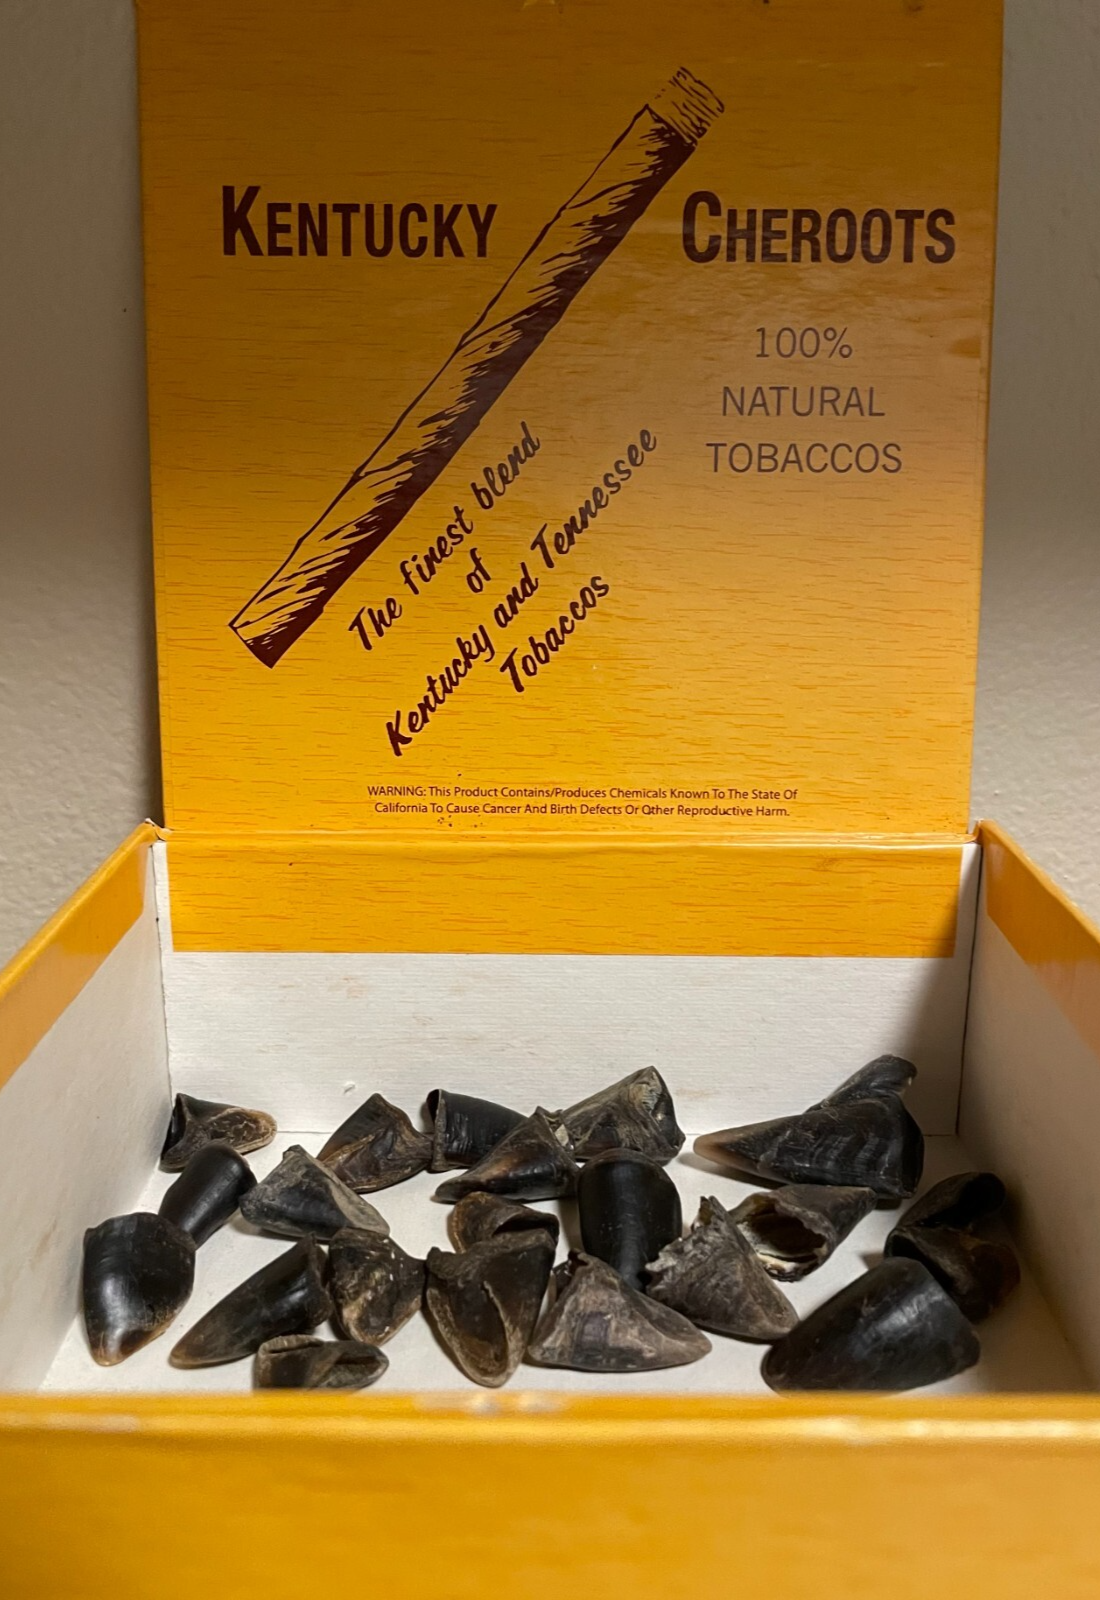 KENTUCKY CHEROOTS
100%
NATURAL
TOBACCOS
The finest blend
of
Kentucky and Tennessee
Tobaccos
WARNING: This Product Contains/Produces Chemicals Known To The State Of
California To Cause Cancer And Birth Defects Or Other Reproductive Harm.